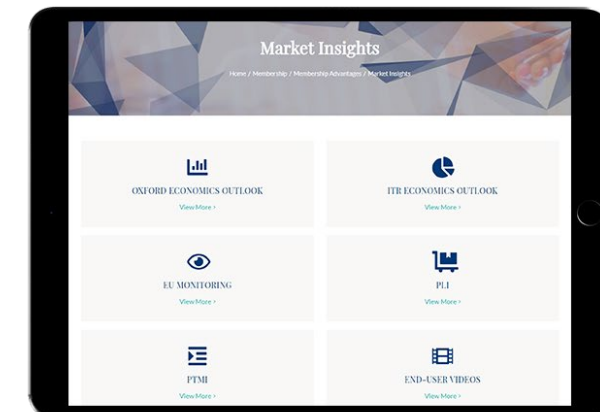 Market Insights
Home / Membership / Membership Advantages / Market Insights
OXFORD ECONOMICS OUTLOOK
View More >
ITR ECONOMICS OUTLOOK
View More >
EU MONITORING
View More >
PLI
View More >
PTMI
View More >
END-USER VIDEOS
View More >